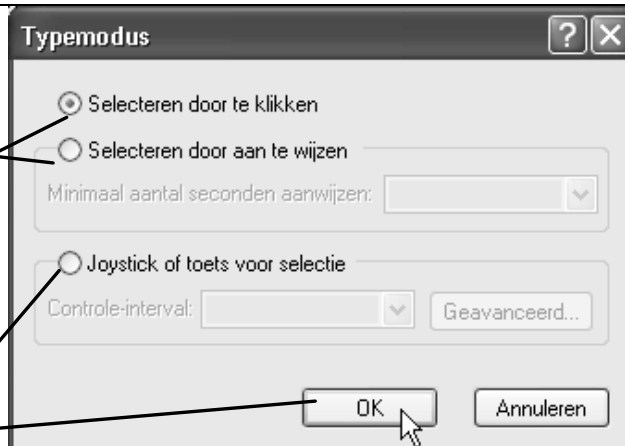 Typemodus
Selecteren door te klikken
Selecteren door aan te wijzen
Minimaal aantal seconden aanwijzen:
Joystick of toets voor selectie
Controle-interval:
Geavanceerd...
OK
Annuleren